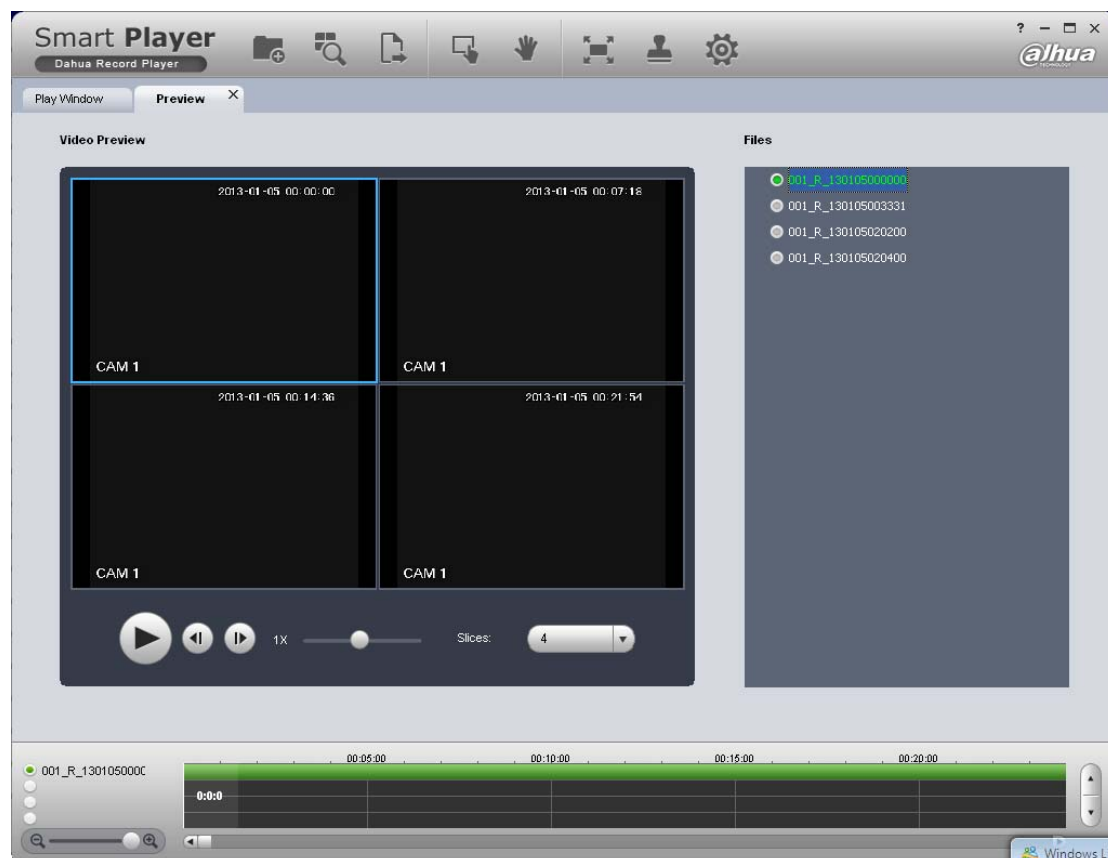 Smart Player
Dahua Record Player
? 
alhua
TECHNOLOGY
Play Window
Preview
X
Video Preview
Files
2013-01-05 00:00:00
2013-01-05 00:07:18
CAM 1
CAM 1
2013-01-05 00:14:36
2013-01-05 00:21:54
CAM 1
CAM 1
001_R_130105000000
001_R_130105003331
001_R_130105020200
001_R_130105020400
1X
Slices:
4
00:05:00
00:10:00
00:15:00
00:20:00
001_R_13010500
0:0:0
Windows L